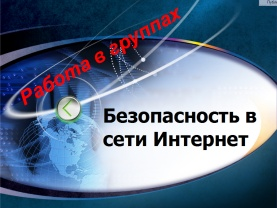 Работа в группах
Безопасность в
сети Интернет